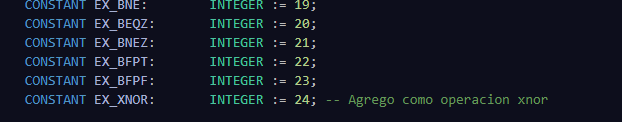 CONSTANT EX_BNE: INTEGER := 19;
CONSTANT EX_BEQZ: INTEGER := 20;
CONSTANT EX_BNEZ: INTEGER := 21;
CONSTANT EX_BFPT: INTEGER := 22;
CONSTANT EX_BFPF: INTEGER := 23;
CONSTANT EX_XNOR: INTEGER := 24; -- Agrego como operacion xnor